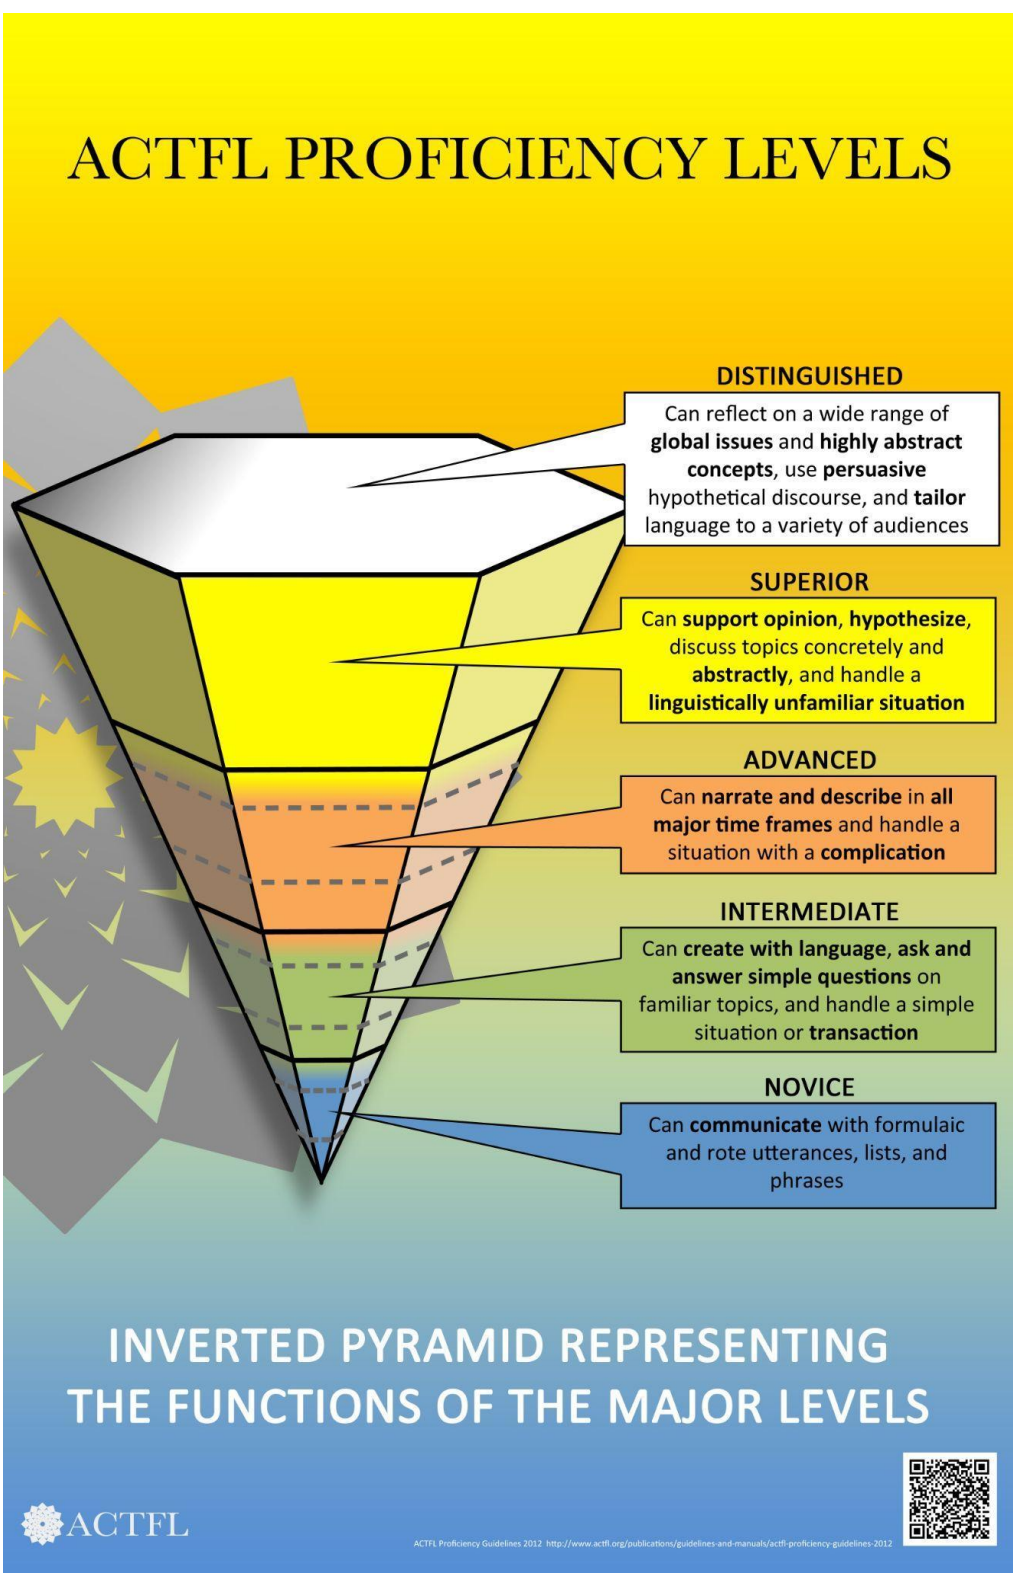 ACTFL PROFICIENCY LEVELS
DISTINGUISHED
Can reflect on a wide range of
global issues and highly abstract
concepts, use persuasive
hypothetical discourse, and tailor
language to a variety of audiences
SUPERIOR
Can support opinion, hypothesize,
discuss topics concretely and
abstractly, and handle a
linguistically unfamiliar situation
ADVANCED
Can narrate and describe in all
major time frames and handle a
situation with a complication
INTERMEDIATE
Can create with language, ask and
answer simple questions on
familiar topics, and handle a simple
situation or transaction
NOVICE
Can communicate with formulaic
and rote utterances, lists, and
phrases
INVERTED PYRAMID REPRESENTING
THE FUNCTIONS OF THE MAJOR LEVELS
ACTFL
ACTFL Proficiency Guidelines 2012 http://www.actfl.org/publications/guidelines-and-manuals/actfl-proficiency-guidelines-2012